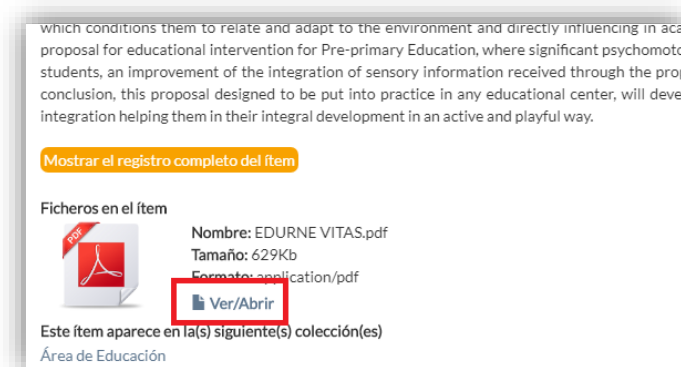 which conditions them to relate and adapt to the environment and directly influencing in aca
proposal for educational intervention for Pre-primary Education, where significant psychomoto
students, an improvement of the integration of sensory information received through the prop
conclusion, this proposal designed to be put into practice in any educational center, will deve
integration helping them in their integral development in an active and playful way.
Mostrar el registro completo del ítem
Ficheros en el ítem
PDF
Nombre: EDURNE VITAS.pdf
Tamaño: 629Kb
Formato: application/pdf
Ver/Abrir
Este ítem aparece en la(s) siguiente(s) colección(es)
Área de Educación